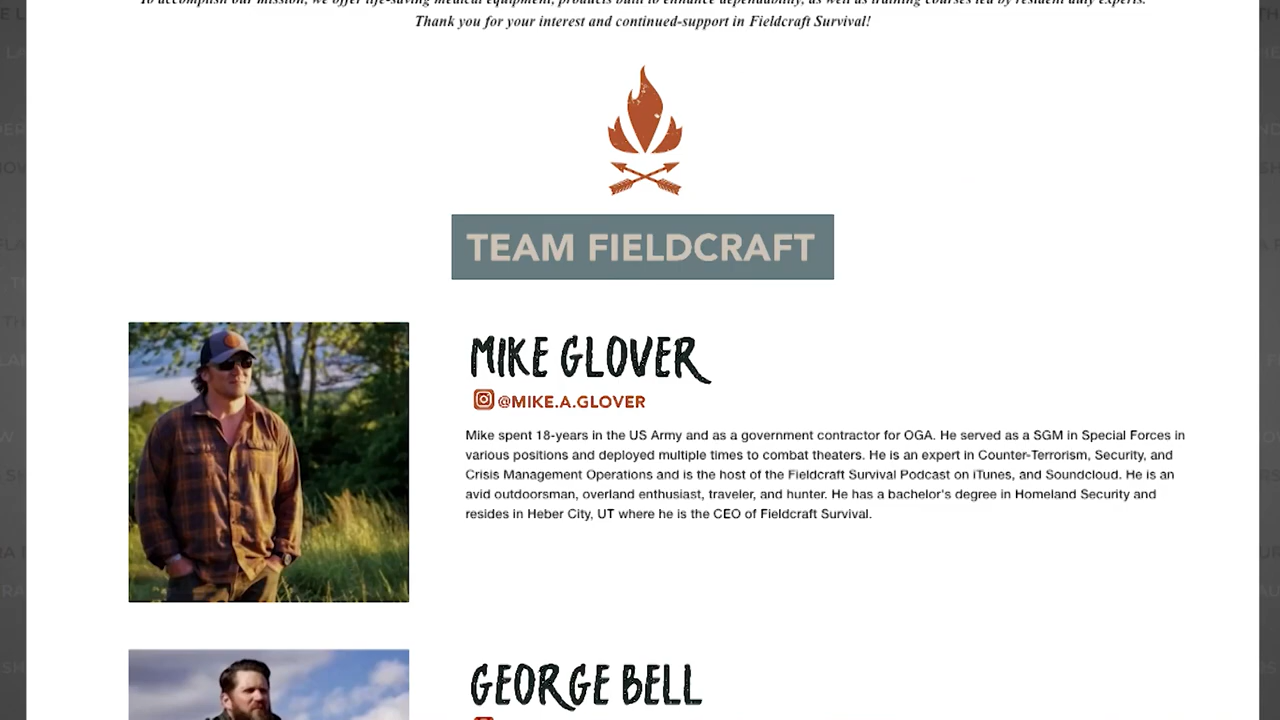 To accomplish our mission, we offer life-saving medical equipment, products built to enhance dependability, as well as training courses led by resident duty experts.
Thank you for your interest and continued-support in Fieldcraft Survival!
TEAM FIELDCRAFT
MIKE GLOVER
@MIKE.A.GLOVER
Mike spent 18-years in the US Army and as a government contractor for OGA. He served as a SGM in Special Forces in
various positions and deployed multiple times to combat theaters. He is an expert in Counter-Terrorism, Security, and
Crisis Management Operations and is the host of the Fieldcraft Survival Podcast on iTunes, and Soundcloud. He is an
avid outdoorsman, overland enthusiast, traveler, and hunter. He has a bachelor's degree in Homeland Security and
resides in Heber City, UT where he is the CEO of Fieldcraft Survival.
GEORGE BELL